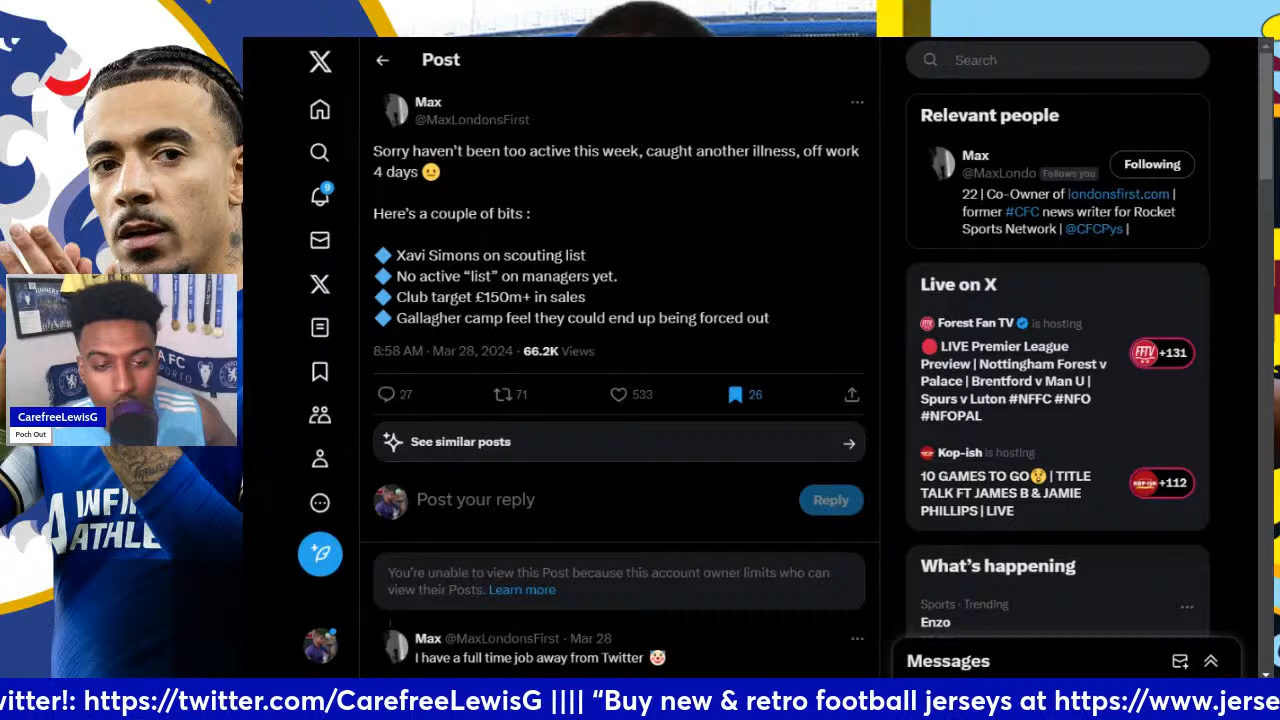 Post
Search
Max
@MaxLondonsFirst
Sorry haven't been too active this week, caught another illness, off work
4 days 😐
Here's a couple of bits :
🔷 Xavi Simons on scouting list
🔷 No active “list” on managers yet.
🔷 Club target £150m+ in sales
🔷 Gallagher camp feel they could end up being forced out
8:58 AM · Mar 28, 2024 · 66.2K Views
27
71
533
26
See similar posts
Post your reply
Reply
You're unable to view this Post because this account owner limits who can
view their Posts. Learn more
Max @MaxLondonsFirst · Mar 28
I have a full time job away from Twitter 🤡
9
Relevant people
Max
@MaxLondo Follows you
Following
22 | Co-Owner of londonsfirst.com |
former #CFC news writer for Rocket
Sports Network | @CFCPys |
Live on X
Forest Fan TV is hosting
🔴 LIVE Premier League
Preview | Nottingham Forest v
Palace | Brentford v Man U |
Spurs v Luton #NFFC #NFO
#NFOPAL
FFTV
+131
Kop-ish is hosting
10 GAMES TO GO😲 | TITLE
TALK FT JAMES B & JAMIE
PHILLIPS | LIVE
KOP-ISH
+112
What's happening
Sports · Trending
Enzo
Messages
CarefreeLewisG
Poch Out
INFIN
ATHLE
witter!: https://twitter.com/CarefreeLewisG |||| “Buy new & retro football jerseys at https://www.jerse